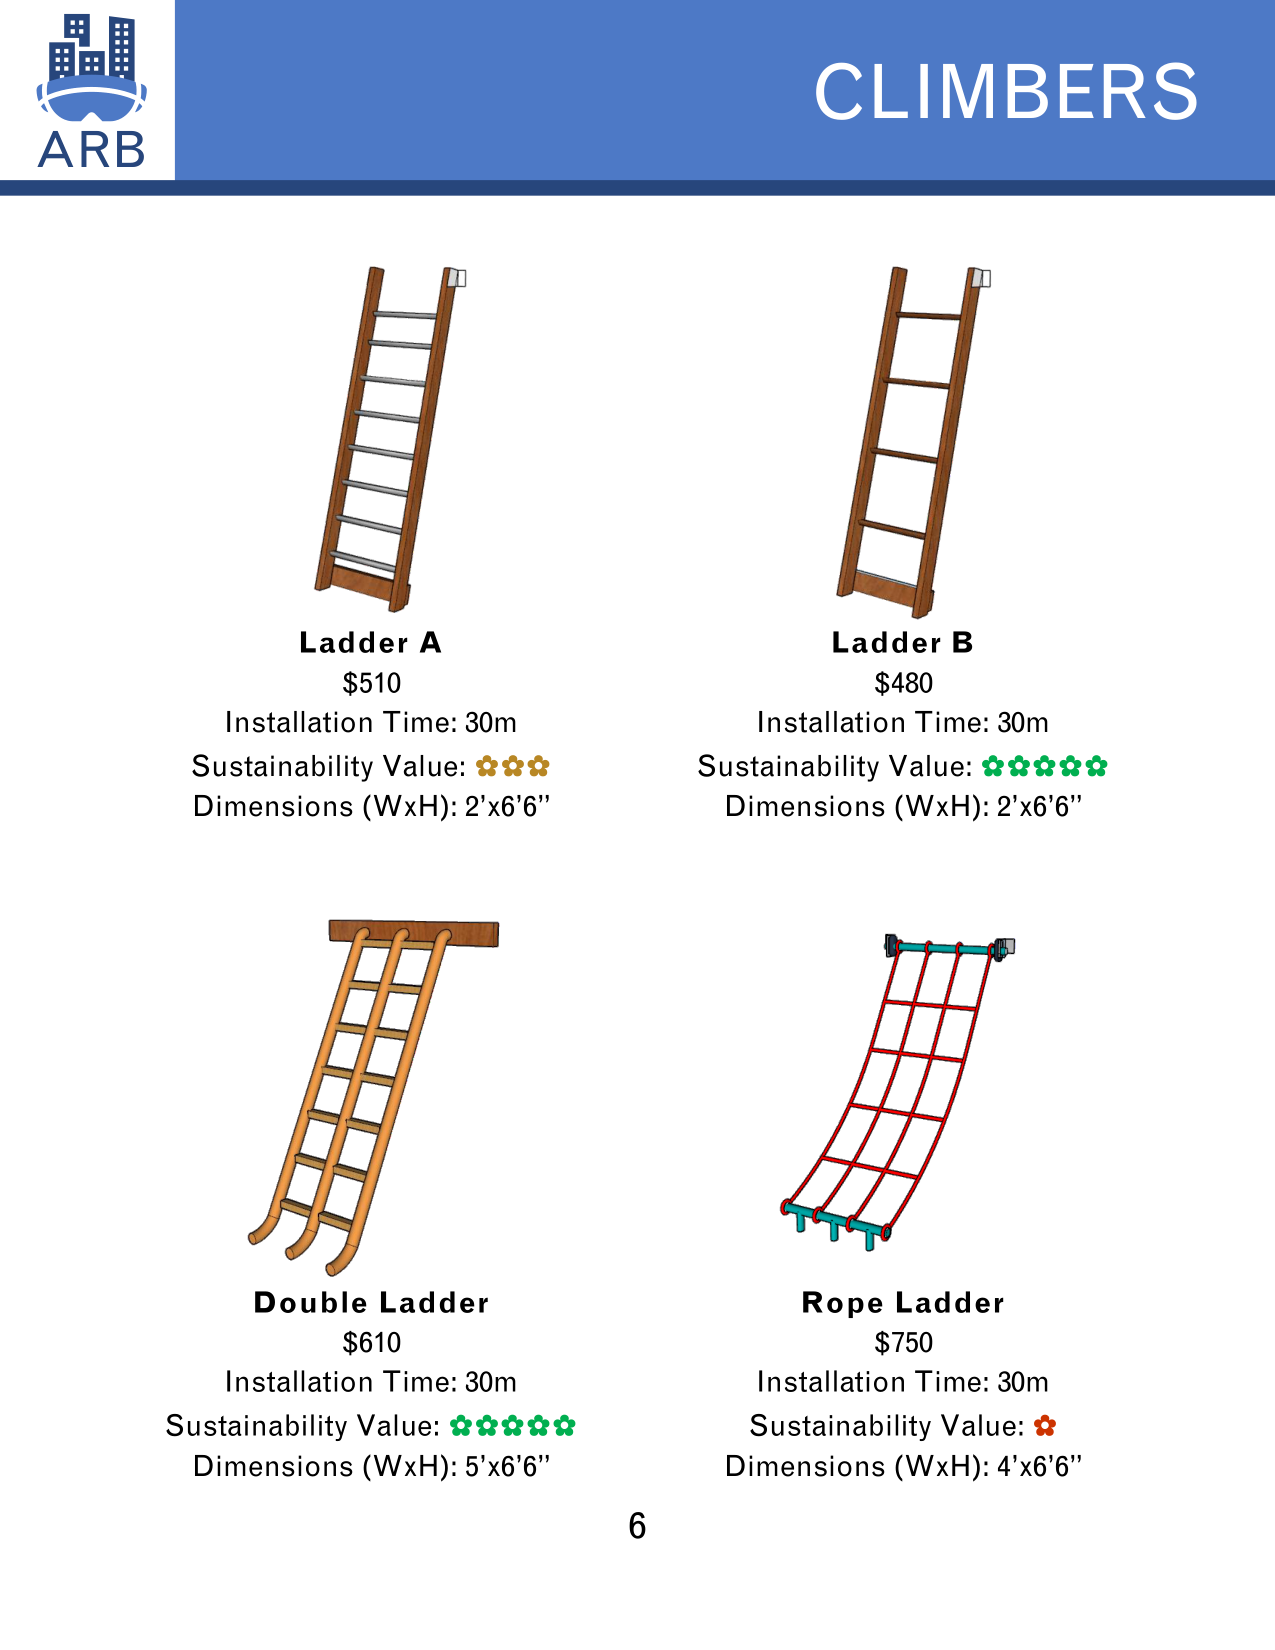 ARB
CLIMBERS
Ladder A
$510
Installation Time: 30m
Sustainability Value: ✿✿✿
Dimensions (WxH): 2’x6’6’’
Ladder B
$480
Installation Time: 30m
Sustainability Value: ✿✿✿✿✿
Dimensions (WxH): 2’x6’6’’
Double Ladder
$610
Installation Time: 30m
Sustainability Value: ✿✿✿✿✿
Dimensions (WxH): 5’x6’6’’
Rope Ladder
$750
Installation Time: 30m
Sustainability Value: ✿
Dimensions (WxH): 4’x6’6’’
6